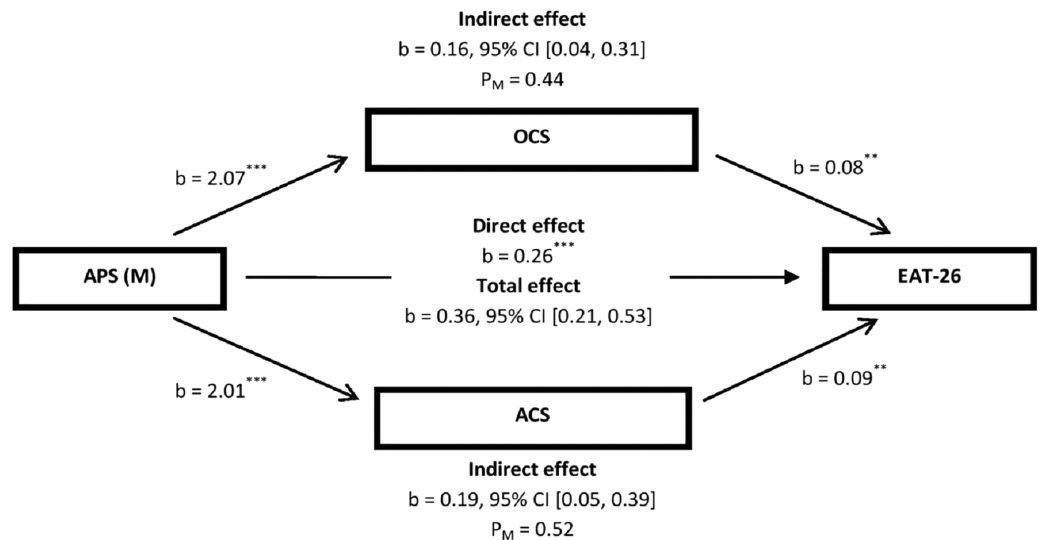 Indirect effect
b = 0.16, 95% CI [0.04, 0.31]
P_M = 0.44
OCS
b = 2.07***
b = 0.08**
Direct effect
b = 0.26***
APS (M)
EAT-26
Total effect
b = 0.36, 95% CI [0.21, 0.53]
b = 2.01***
b = 0.09**
ACS
Indirect effect
b = 0.19, 95% CI [0.05, 0.39]
P_M = 0.52